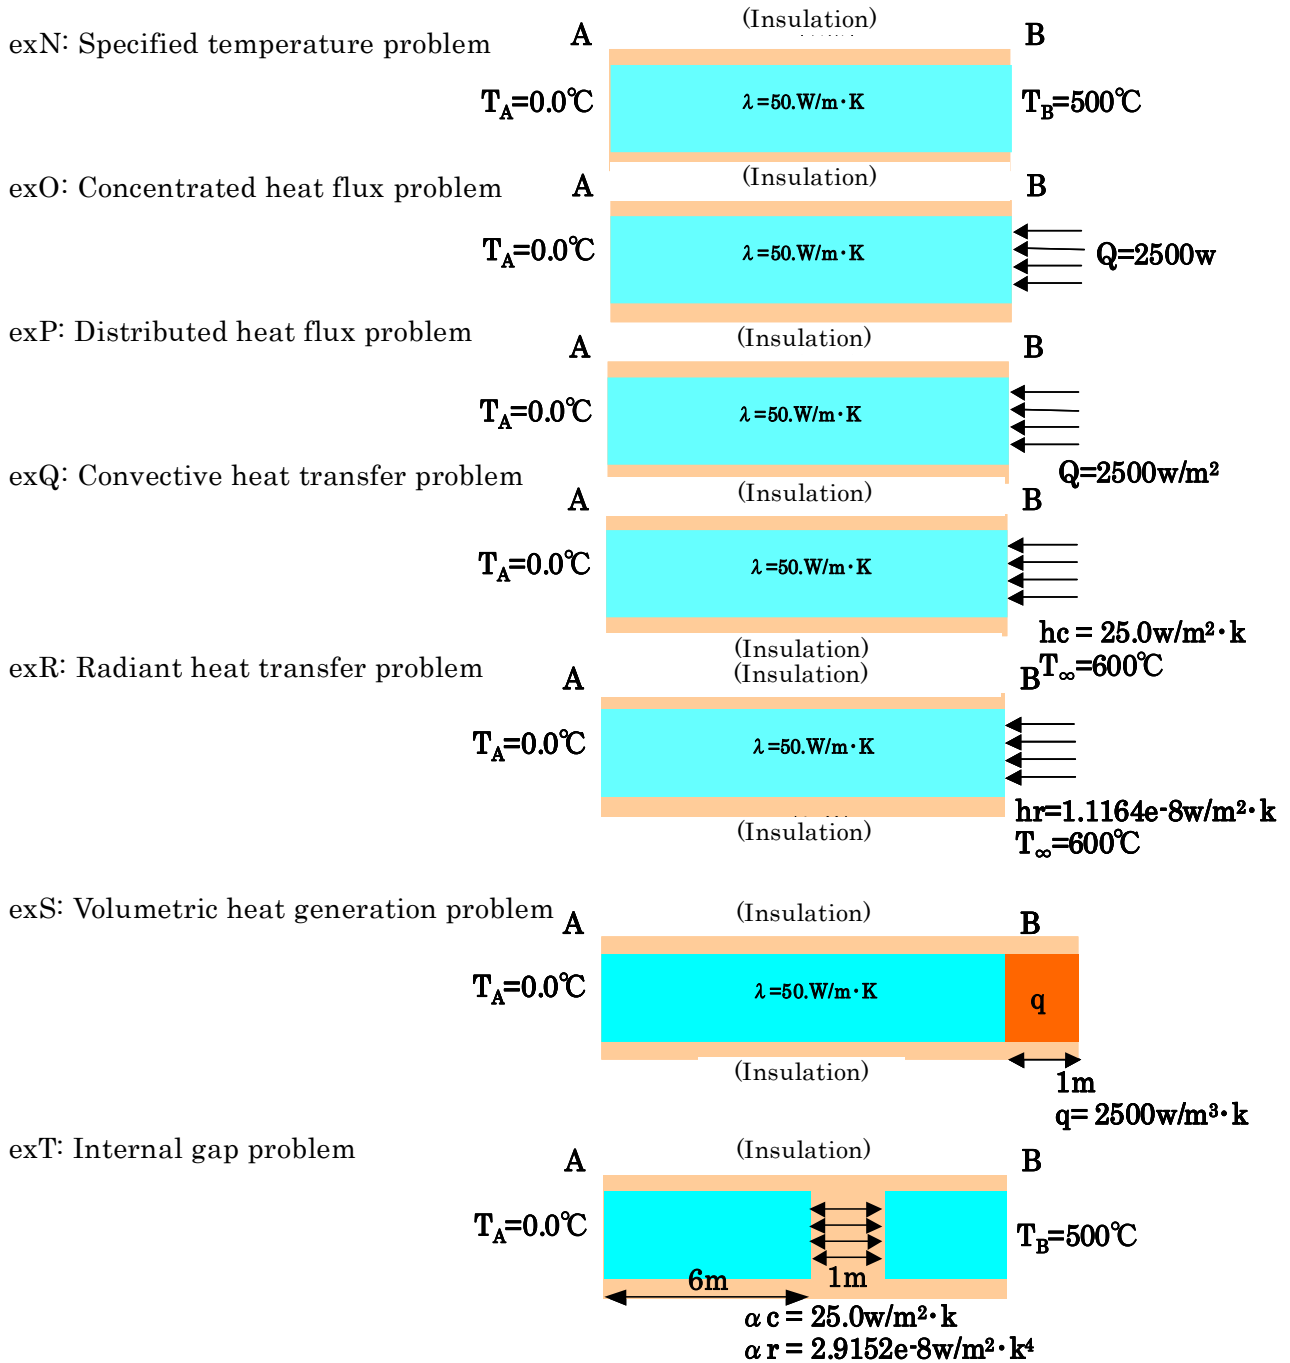 (Insulation)
exN: Specified temperature problem
A
B
T_A=0.0℃
λ=50.W/m·K
T_B=500℃
(Insulation)
exO: Concentrated heat flux problem
A
B
T_A=0.0℃
λ=50.W/m·K
Q=2500w
exP: Distributed heat flux problem
(Insulation)
A
B
T_A=0.0℃
λ=50.W/m·K
Q=2500w/m²
exQ: Convective heat transfer problem
(Insulation)
A
B
T_A=0.0℃
λ=50.W/m·K
hc = 25.0w/m²·k
T∞=600℃
(Insulation)
(Insulation)
exR: Radiant heat transfer problem
A
B
T_A=0.0℃
λ=50.W/m·K
hr=1.1164e-8w/m²·k
T∞=600℃
(Insulation)
exS: Volumetric heat generation problem
(Insulation)
A
B
T_A=0.0℃
λ=50.W/m·K
q
(Insulation)
1m
q= 2500w/m³·k
exT: Internal gap problem
(Insulation)
A
B
T_A=0.0℃
T_B=500℃
6m
1m
αc = 25.0w/m²·k
αr = 2.9152e-8w/m²·k⁴